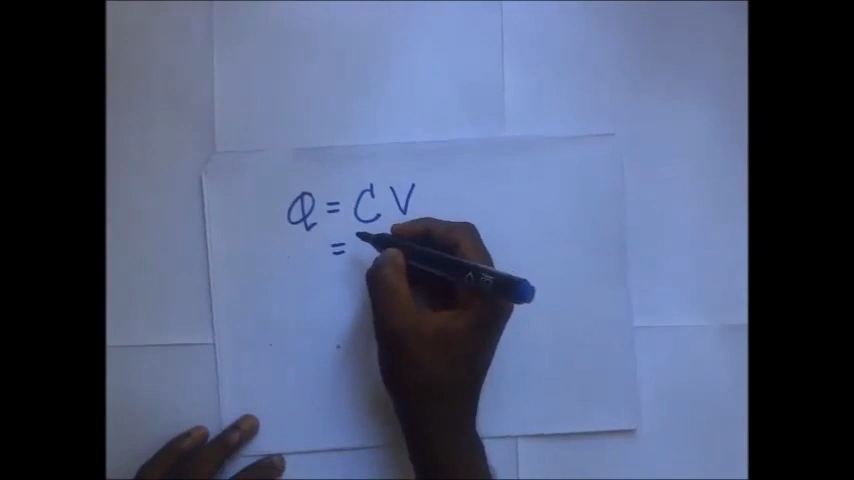 Q = CV
=